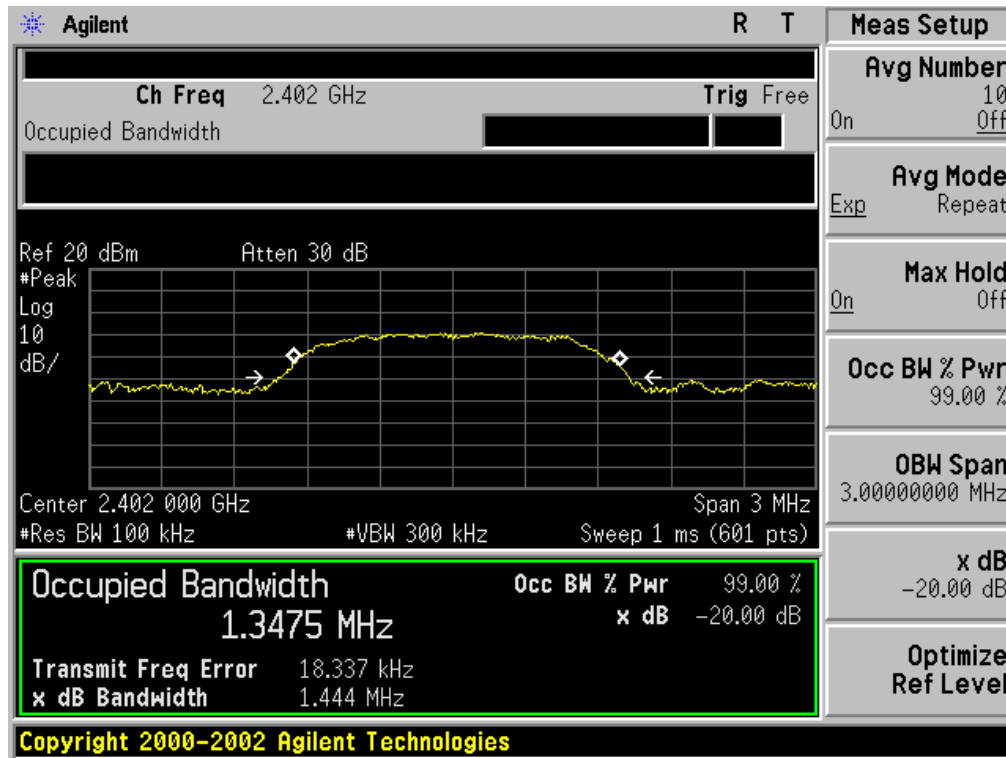 Agilent R T
Ch Freq 2.402 GHz Trig Free
Occupied Bandwidth
Ref 20 dBm Atten 30 dB
#Peak
Log
10
dB/
Center 2.402 000 GHz Span 3 MHz
#Res BW 100 kHz #VBW 300 kHz Sweep 1 ms (601 pts)
Occupied Bandwidth Occ BW % Pwr 99.00 %
1.3475 MHz x dB -20.00 dB
Transmit Freq Error 18.337 kHz
x dB Bandwidth 1.444 MHz
Copyright 2000-2002 Agilent Technologies
Meas Setup
Avg Number
10
On Off
Avg Mode
Exp Repeat
Max Hold
On Off
Occ BW % Pwr
99.00 %
OBW Span
3.00000000 MHz
x dB
-20.00 dB
Optimize
Ref Level